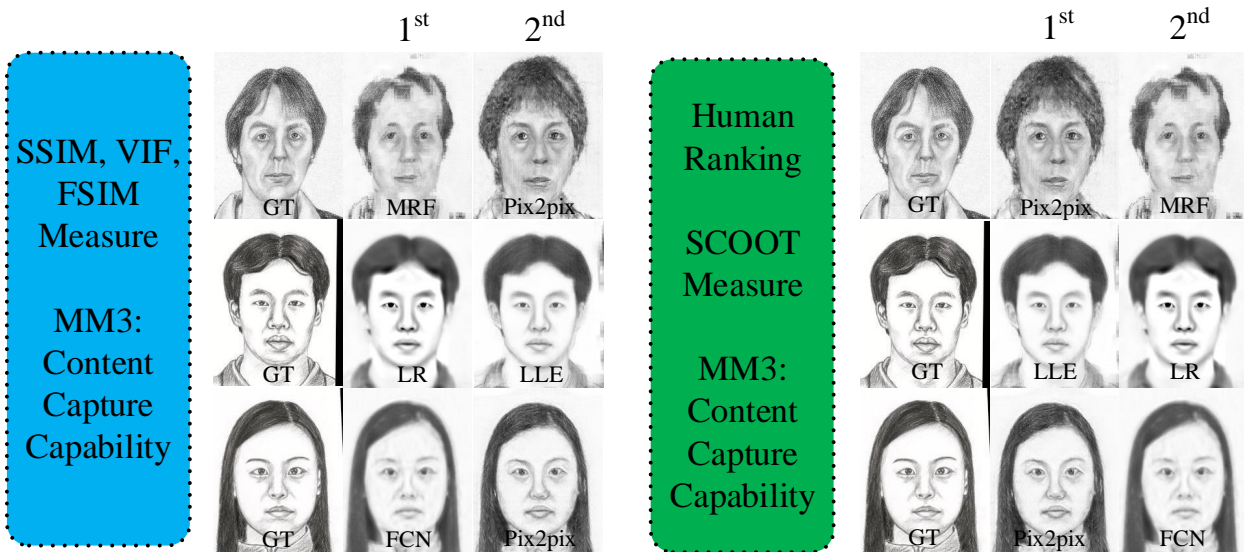 1st 2nd
SSIM, VIF,
FSIM
Measure
MM3:
Content
Capture
Capability
GT MRF Pix2pix
GT LR LLE
GT FCN Pix2pix
1st 2nd
Human
Ranking
SCOOT
Measure
MM3:
Content
Capture
Capability
GT Pix2pix MRF
GT LLE LR
GT Pix2pix FCN